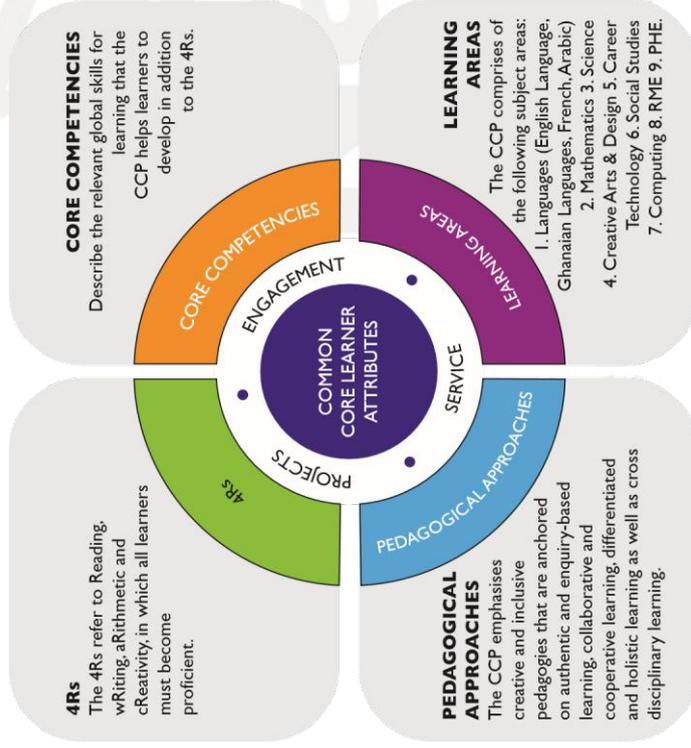 4Rs
The 4Rs refer to Reading,
wRiting, aRithmetic and
cReativity, in which all learners
must become
proficient.
CORE COMPETENCIES
Describe the relevant global skills for
learning that the
CCP helps learners to
develop in addition
to the 4Rs.
4Rs
CORE COMPETENCIES
PROJECTS
ENGAGEMENT
COMMON
CORE LEARNER
ATTRIBUTES
SERVICE
PEDAGOGICAL APPROACHES
LEARNING AREAS
PEDAGOGICAL
APPROACHES
The CCP emphasises
creative and inclusive
pedagogies that are anchored
on authentic and enquiry-based
learning, collaborative and
cooperative learning, differentiated
and holistic learning as well as cross
disciplinary learning.
LEARNING
AREAS
The CCP comprises of
the following subject areas:
1. Languages (English Language,
Ghanaian Languages, French, Arabic)
2. Mathematics 3. Science
4. Creative Arts & Design 5. Career
Technology 6. Social Studies
7. Computing 8. RME 9. PHE.